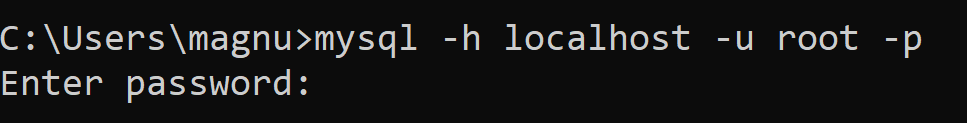 C:\Users\magnu>mysql -h localhost -u root -p
Enter password: